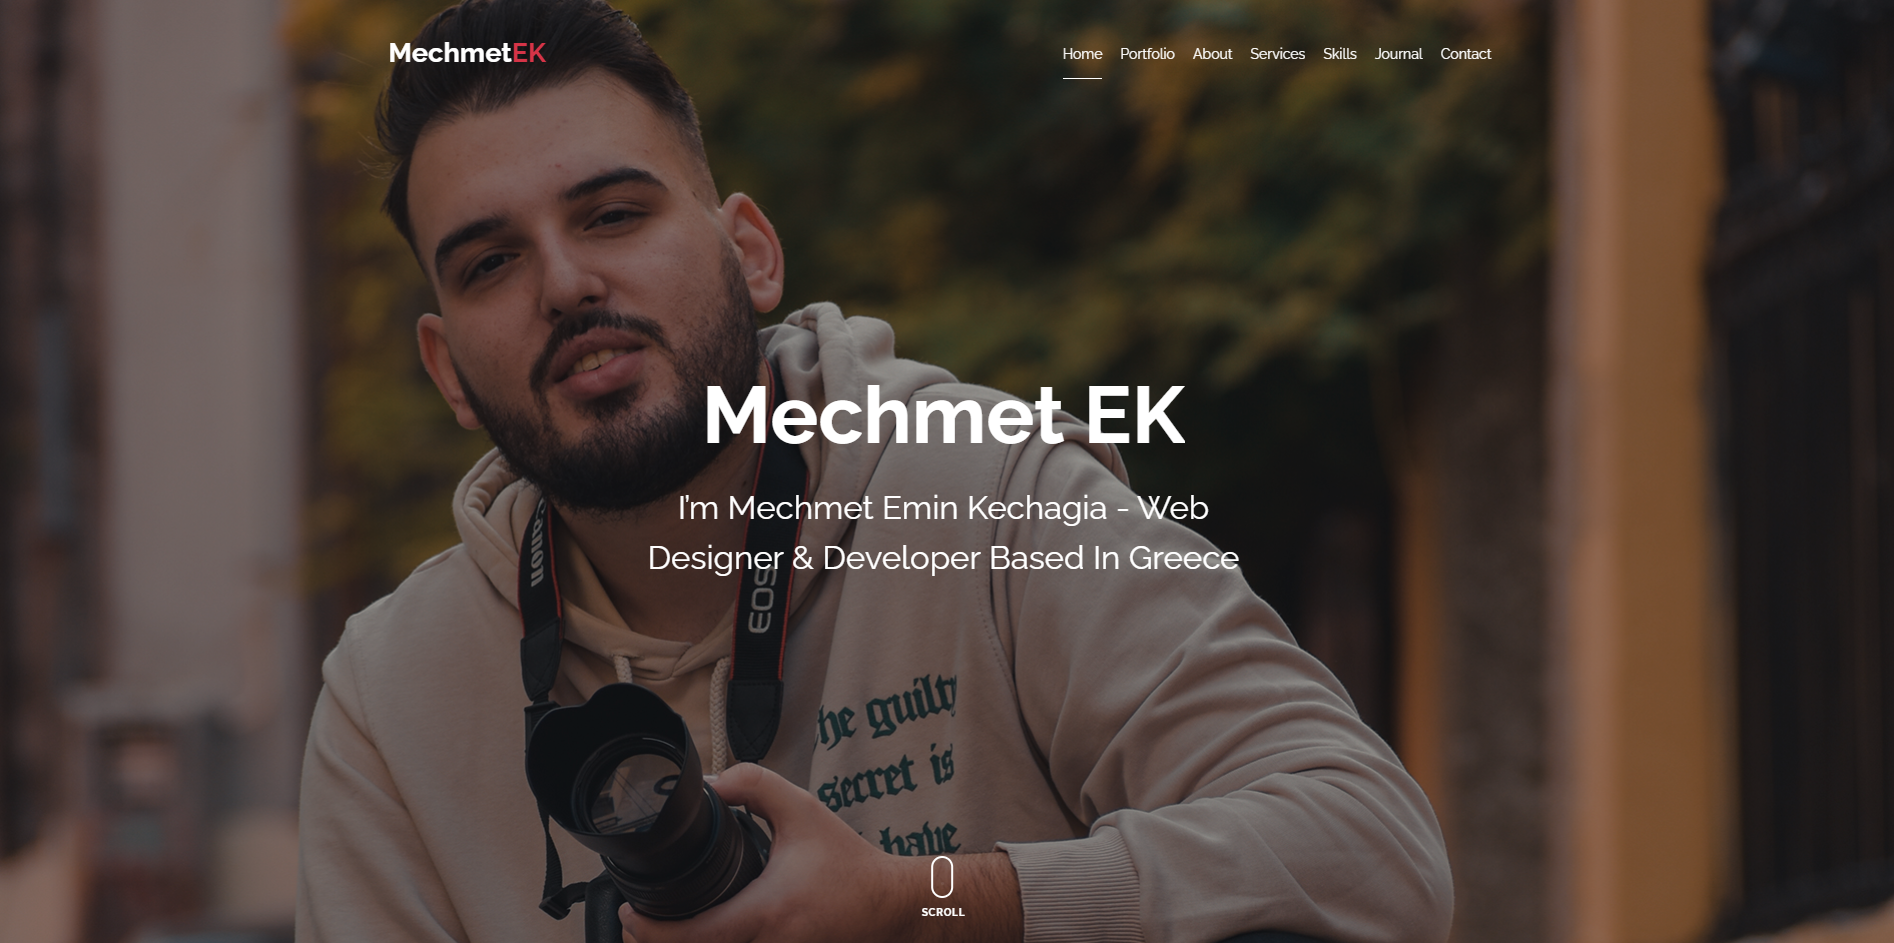 MechmetEK
Home Portfolio About Services Skills Journal Contact
Mechmet EK
I'm Mechmet Emin Kechagia - Web
Designer & Developer Based In Greece
Canon
EOS
he guilty
secret is
have
SCROLL